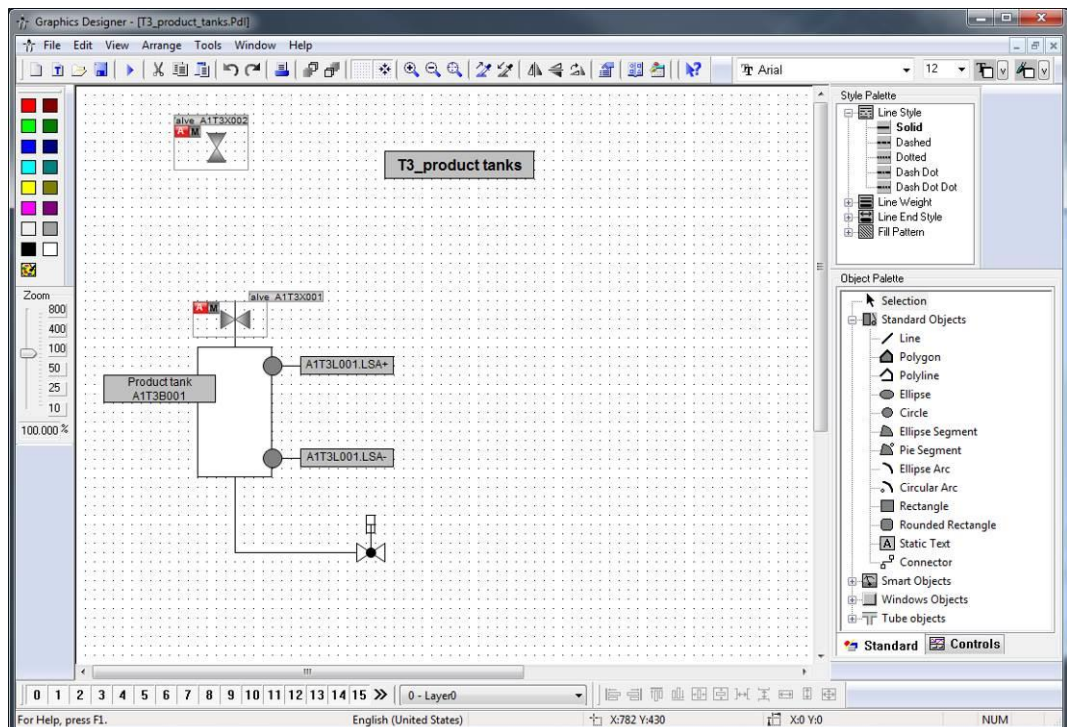 Graphics Designer - [T3_product_tanks.Pdl]
File Edit View Arrange Tools Window Help
Arial 12
alve_A1T3X002
A M
T3_product tanks
Zoom
800
400
100
50
25
10
100.000 %
alve_A1T3X001
A M
A1T3L001.LSA+
Product tank
A1T3B001
A1T3L001.LSA-
Style Palette
Line Style
Solid
Dashed
Dotted
Dash Dot
Dash Dot Dot
Line Weight
Line End Style
Fill Pattern
Object Palette
Selection
Standard Objects
Line
Polygon
Polyline
Ellipse
Circle
Ellipse Segment
Pie Segment
Ellipse Arc
Circular Arc
Rectangle
Rounded Rectangle
A Static Text
Connector
Smart Objects
Windows Objects
Tube objects
Standard Controls
0 1 2 3 4 5 6 7 8 9 10 11 12 13 14 15 0 - Layer0
For Help, press F1. English (United States) X:782 Y:430 X:0 Y:0 NUM